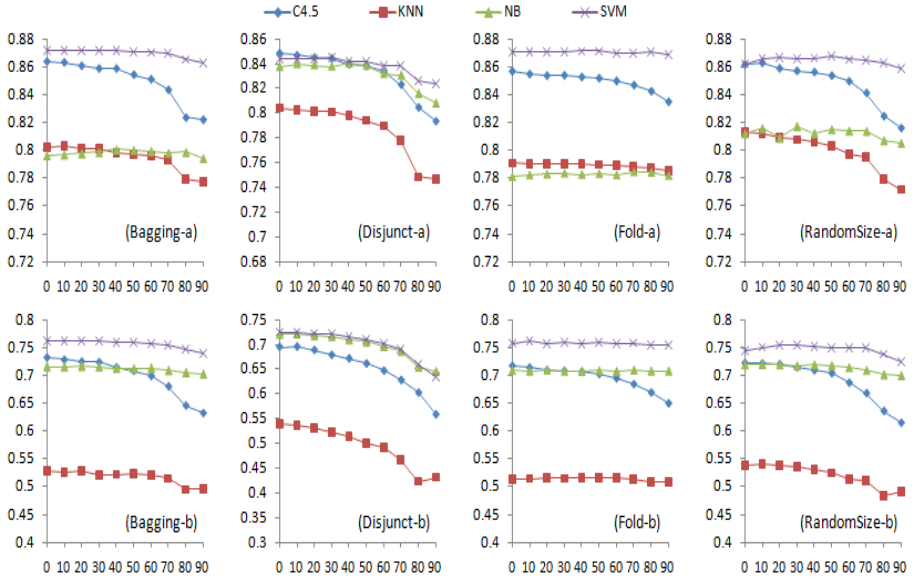 C4.5 KNN NB SVM
0.88 0.86 0.88 0.88
0.86 0.84 0.86 0.86
0.84 0.82 0.84 0.84
0.82 0.8 0.82 0.82
0.8 0.78 0.8 0.8
0.78 0.76 0.78 0.78
0.76 0.74 0.76 0.76
0.74 0.72 0.74 0.74
0.72 0.7 0.72 0.72
0.68
(Bagging-a) (Disjunct-a) (Fold-a) (RandomSize-a)
0 10 20 30 40 50 60 70 80 90 0 10 20 30 40 50 60 70 80 90 0 10 20 30 40 50 60 70 80 90 0 10 20 30 40 50 60 70 80 90
0.8 0.75 0.8 0.8
0.75 0.7 0.75 0.75
0.7 0.65 0.7 0.7
0.65 0.6 0.65 0.65
0.6 0.55 0.6 0.6
0.55 0.5 0.55 0.55
0.5 0.45 0.5 0.5
0.45 0.4 0.45 0.45
0.4 0.35 0.4 0.4
0.3
(Bagging-b) (Disjunct-b) (Fold-b) (RandomSize-b)
0 10 20 30 40 50 60 70 80 90 0 10 20 30 40 50 60 70 80 90 0 10 20 30 40 50 60 70 80 90 0 10 20 30 40 50 60 70 80 90